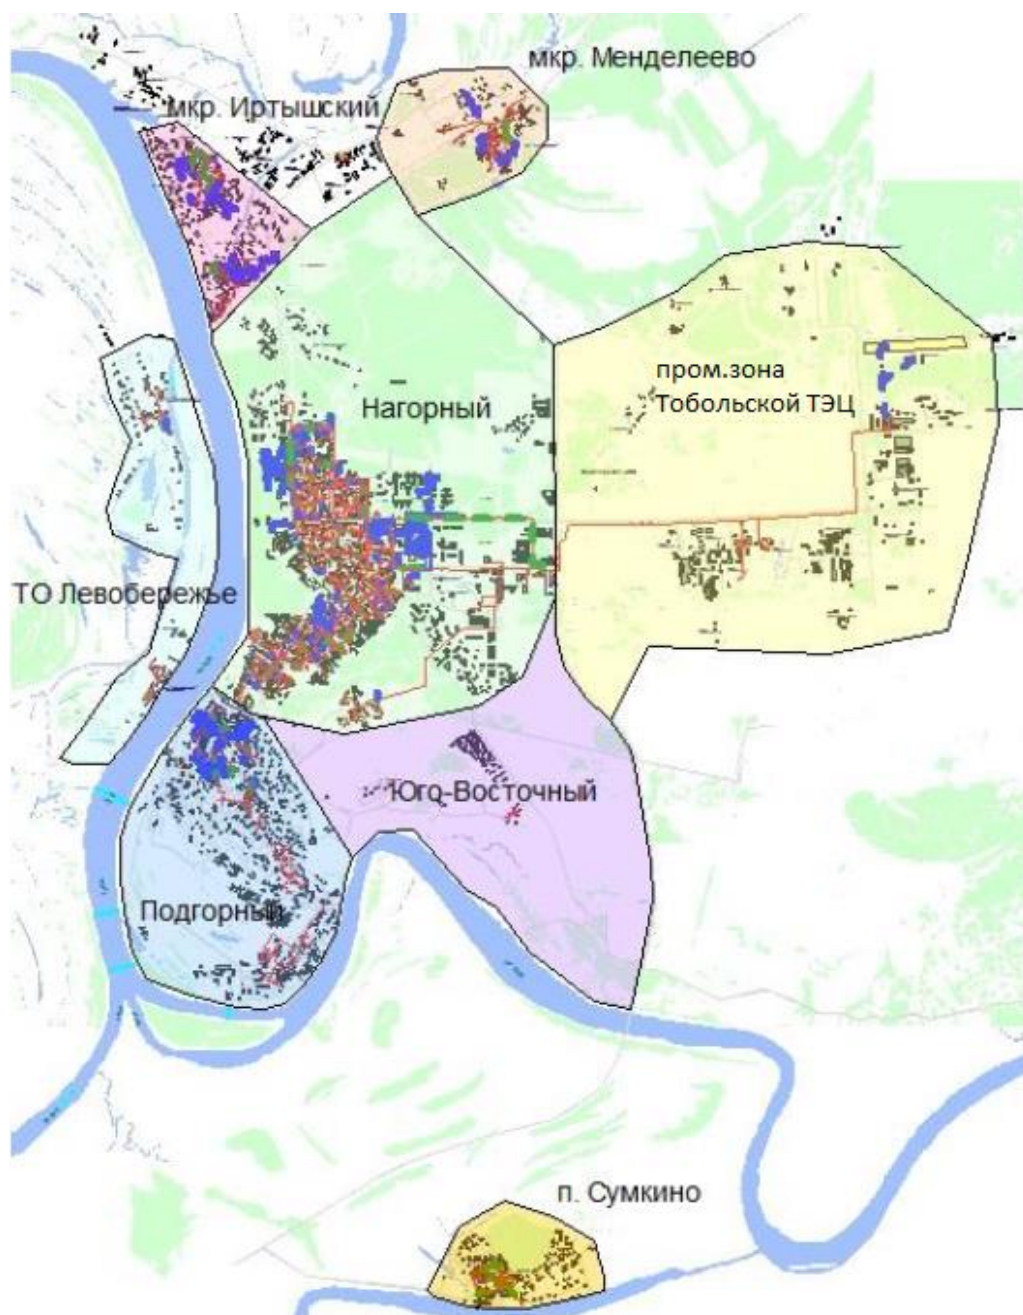 мкр. Менделеево
мкр. Иртышский
пром.зона
Тобольской ТЭЦ
Нагорный
ТО Левобережье
Юго-Восточный
Подгорный
п. Сумкино